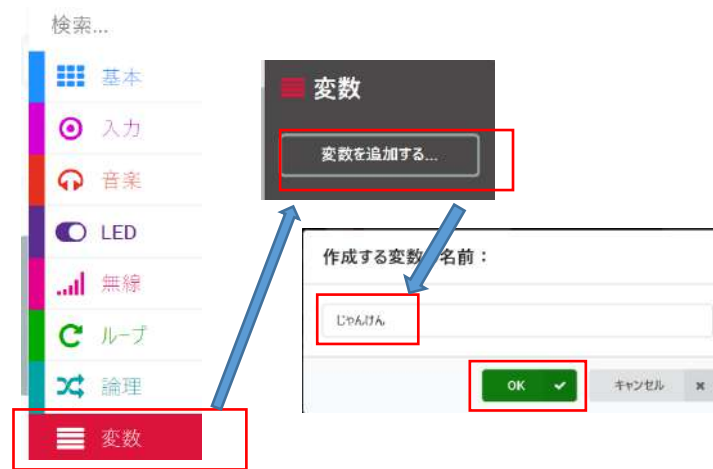 検索...
基本
入力
音楽
LED
無線
ループ
論理
変数
変数
変数を追加する...
作成する変数 名前：
じゃんけん
OK
キャンセル